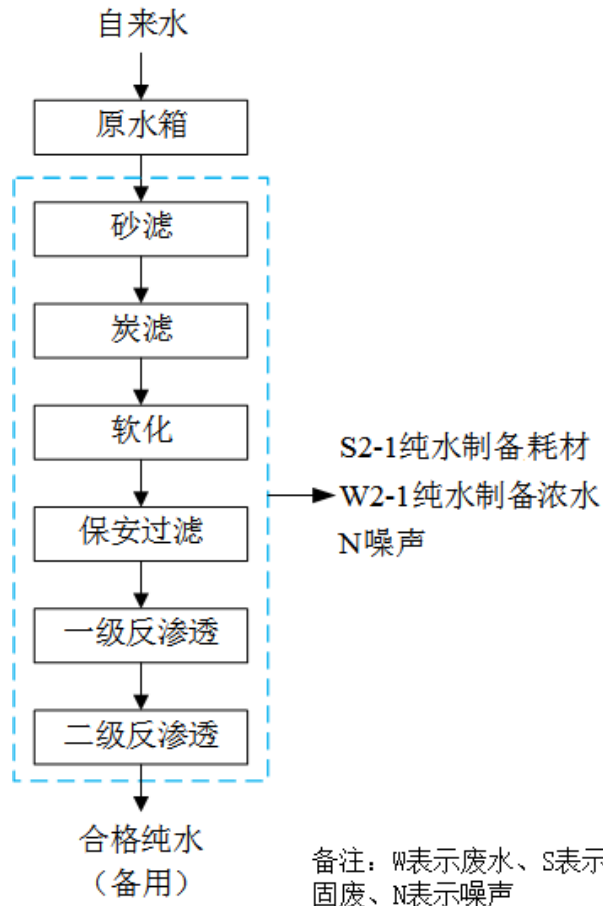 自来水
原水箱
砂滤
炭滤
软化
保安过滤
一级反渗透
二级反渗透
合格纯水
（备用）
S2-1纯水制备耗材
W2-1纯水制备浓水
N噪声
备注：W表示废水、S表示
固废、N表示噪声